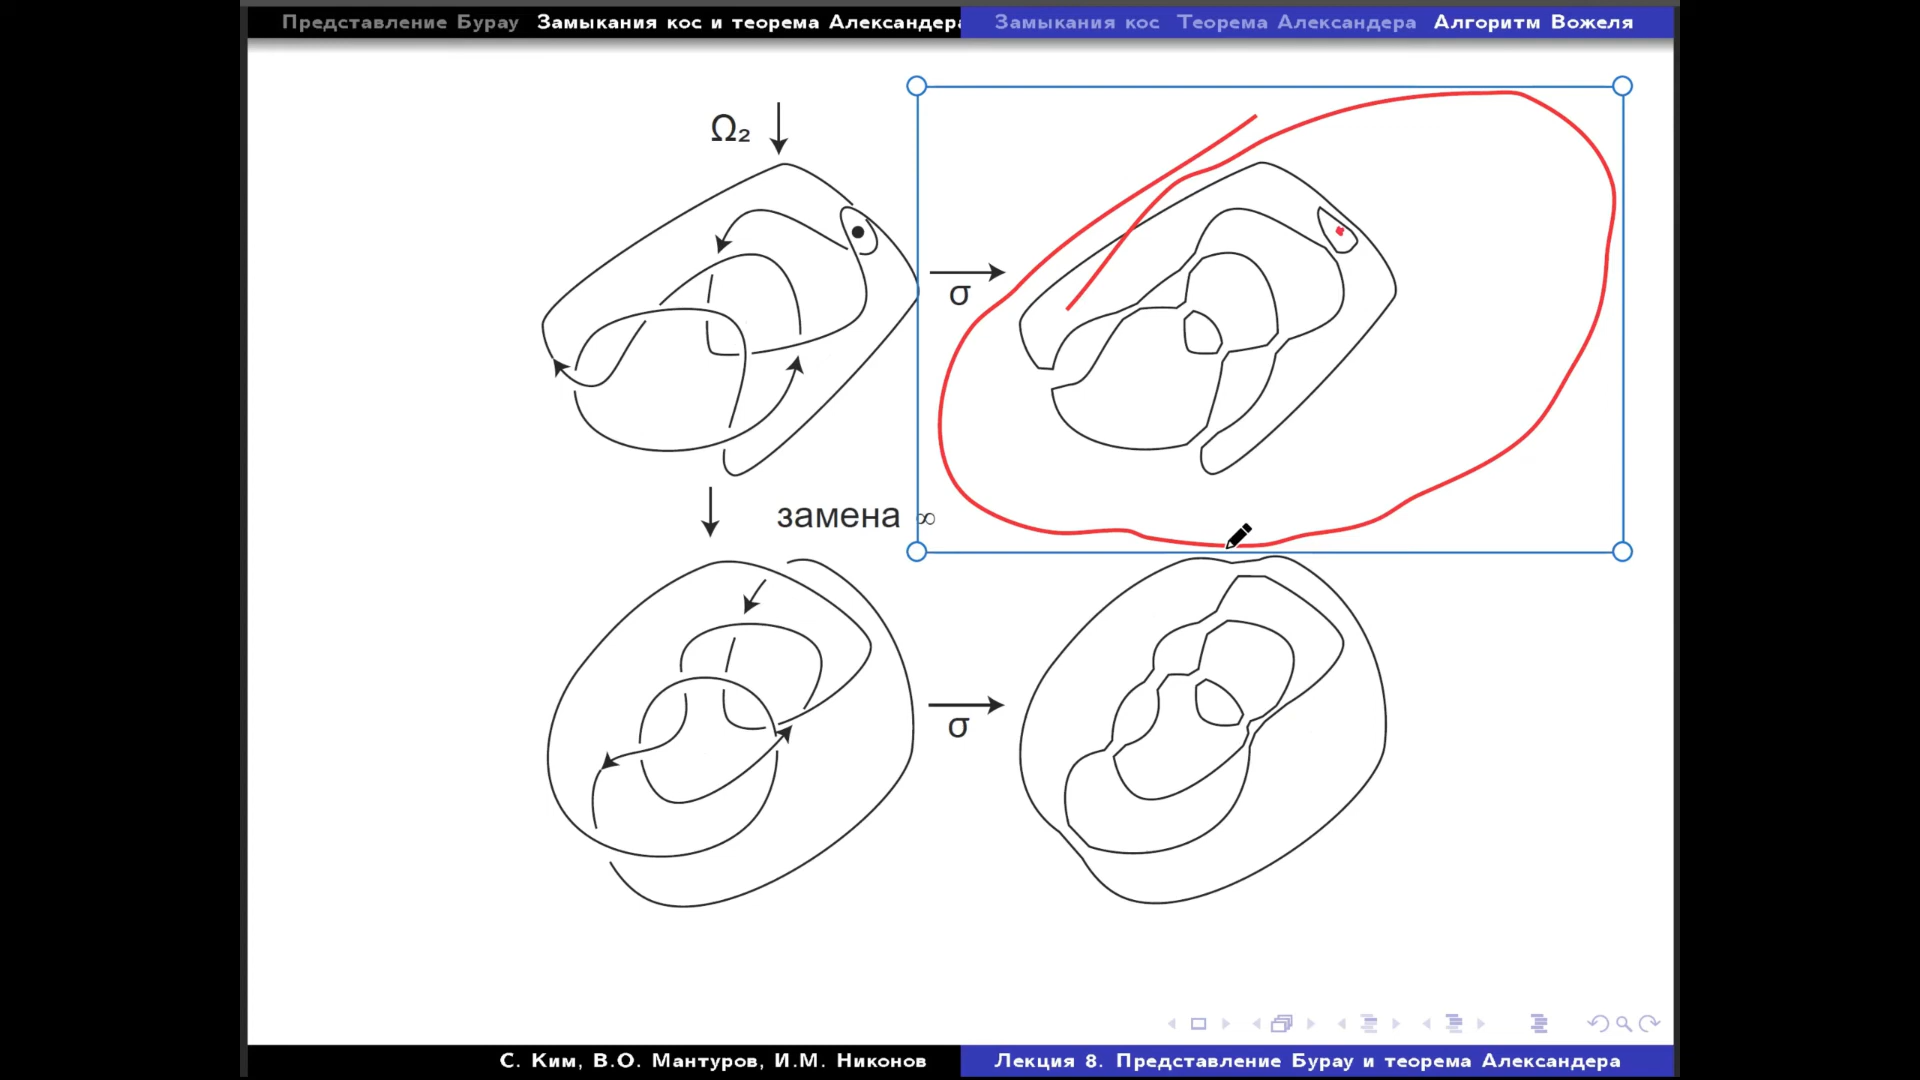 Представление Бурау Замыкания кос и теорема Александера Замыкания кос Теорема Александера Алгоритм Вожеля
Ω₂
σ
замена ∞
σ
С. Ким, В.О. Мантуров, И.М. Никонов Лекция 8. Представление Бурау и теорема Александера